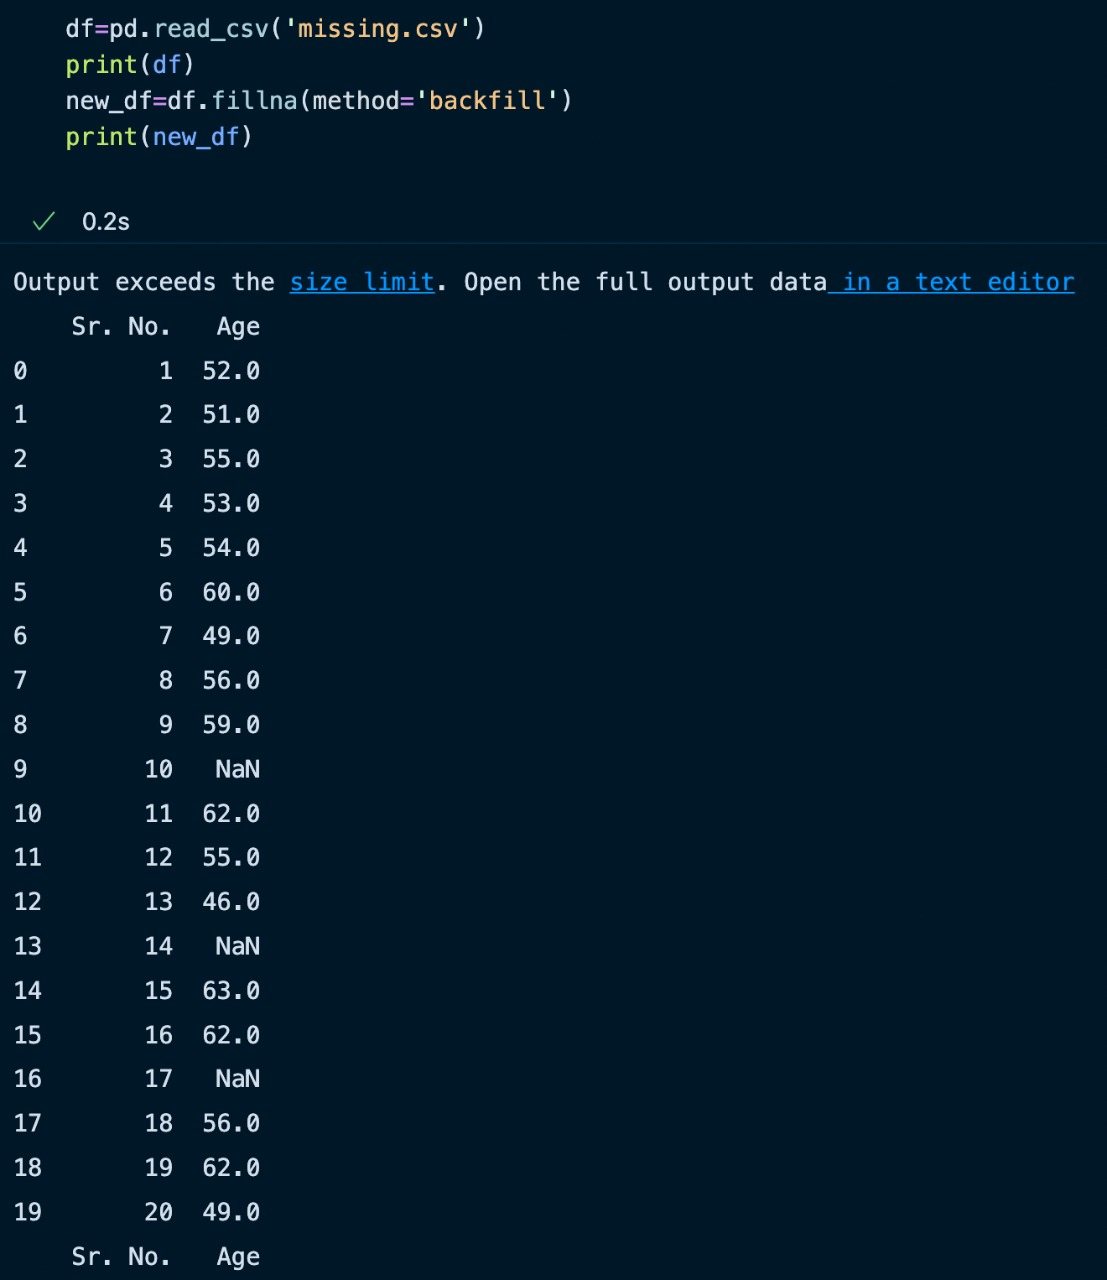 df=pd.read_csv('missing.csv')
print(df)
new_df=df.fillna(method='backfill')
print(new_df)
0.2s
Output exceeds the size limit. Open the full output data in a text editor
Sr. No. Age
0 1 52.0
1 2 51.0
2 3 55.0
3 4 53.0
4 5 54.0
5 6 60.0
6 7 49.0
7 8 56.0
8 9 59.0
9 10 NaN
10 11 62.0
11 12 55.0
12 13 46.0
13 14 NaN
14 15 63.0
15 16 62.0
16 17 NaN
17 18 56.0
18 19 62.0
19 20 49.0
Sr. No. Age